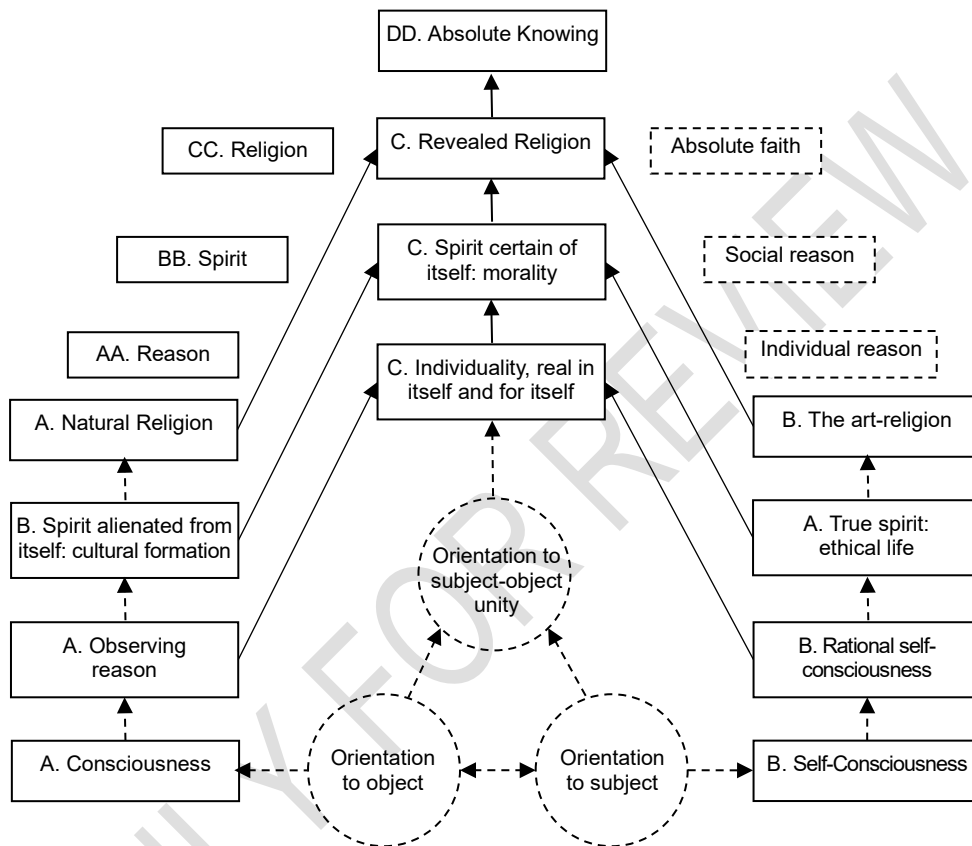 DD. Absolute Knowing
CC. Religion
C. Revealed Religion
Absolute faith
BB. Spirit
C. Spirit certain of
itself: morality
Social reason
AA. Reason
C. Individuality, real in
itself and for itself
Individual reason
A. Natural Religion
B. The art-religion
B. Spirit alienated from
itself: cultural formation
Orientation to
subject-object
unity
A. True spirit:
ethical life
A. Observing
reason
B. Rational self-
consciousness
A. Consciousness
Orientation
to object
Orientation
to subject
B. Self-Consciousness
FOR REVIEW